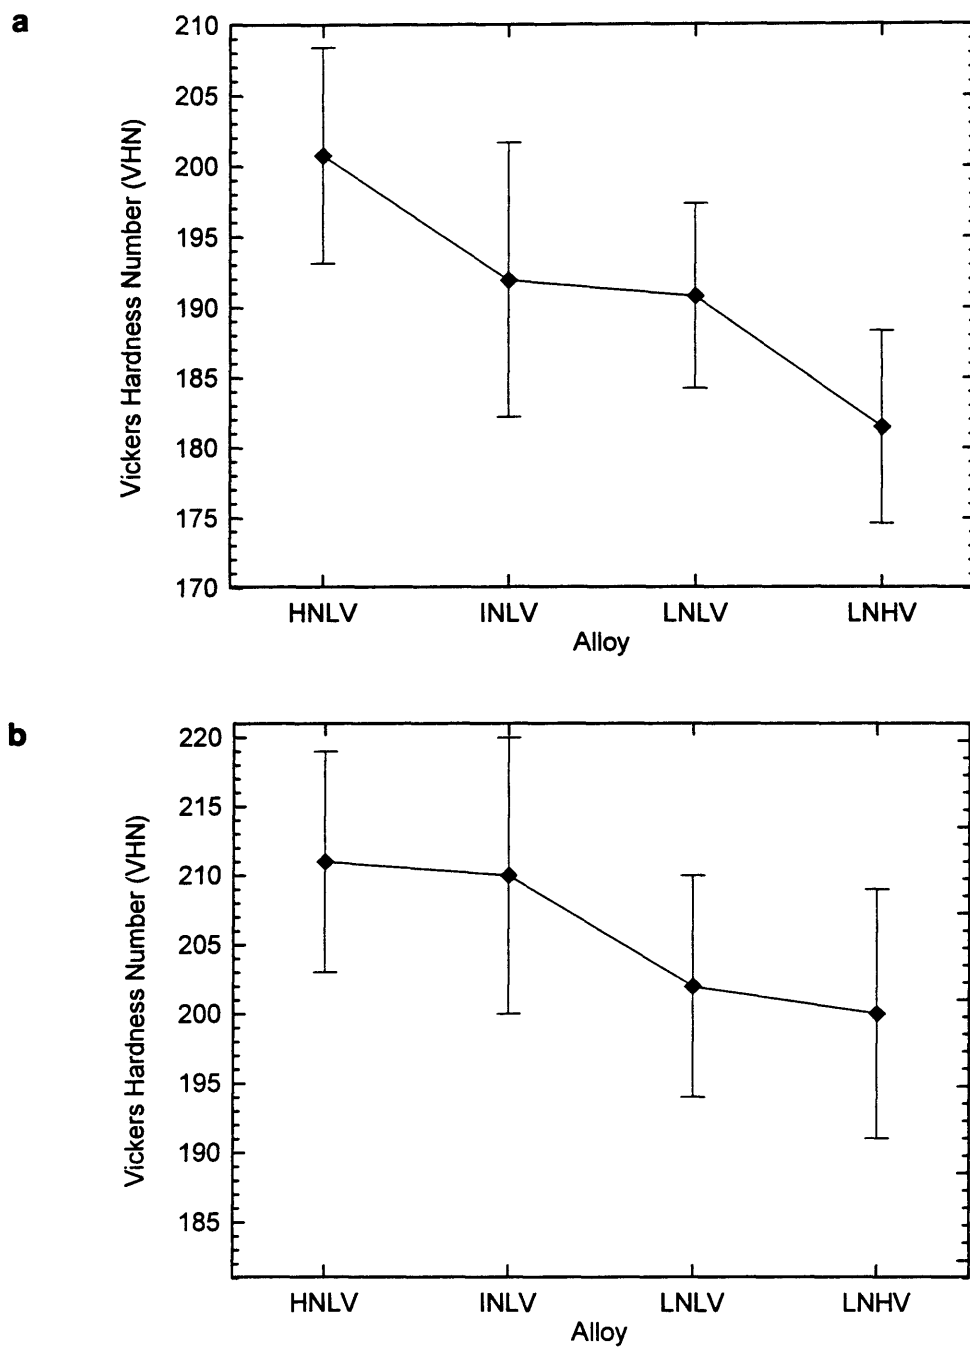 a
Vickers Hardness Number (VHN)
210
205
200
195
190
185
180
175
170
HNLV INLV LNLV LNHV
Alloy
b
Vickers Hardness Number (VHN)
220
215
210
205
200
195
190
185
HNLV INLV LNLV LNHV
Alloy